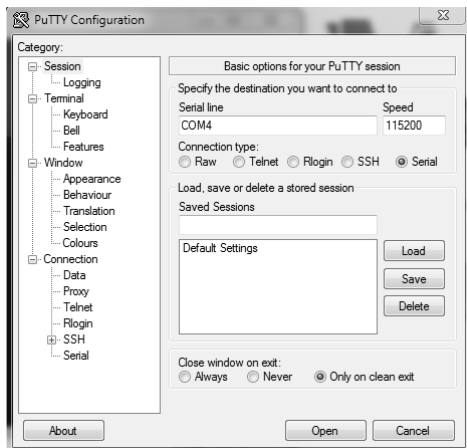 PuTTY Configuration
Category:
Session
Logging
Terminal
Keyboard
Bell
Features
Window
Appearance
Behaviour
Translation
Selection
Colours
Connection
Data
Proxy
Telnet
Rlogin
SSH
Serial
Basic options for your PuTTY session
Specify the destination you want to connect to
Serial line Speed
COM4 115200
Connection type:
Raw Telnet Rlogin SSH Serial
Load, save or delete a stored session
Saved Sessions
Default Settings
Load
Save
Delete
Close window on exit:
Always Never Only on clean exit
About Open Cancel